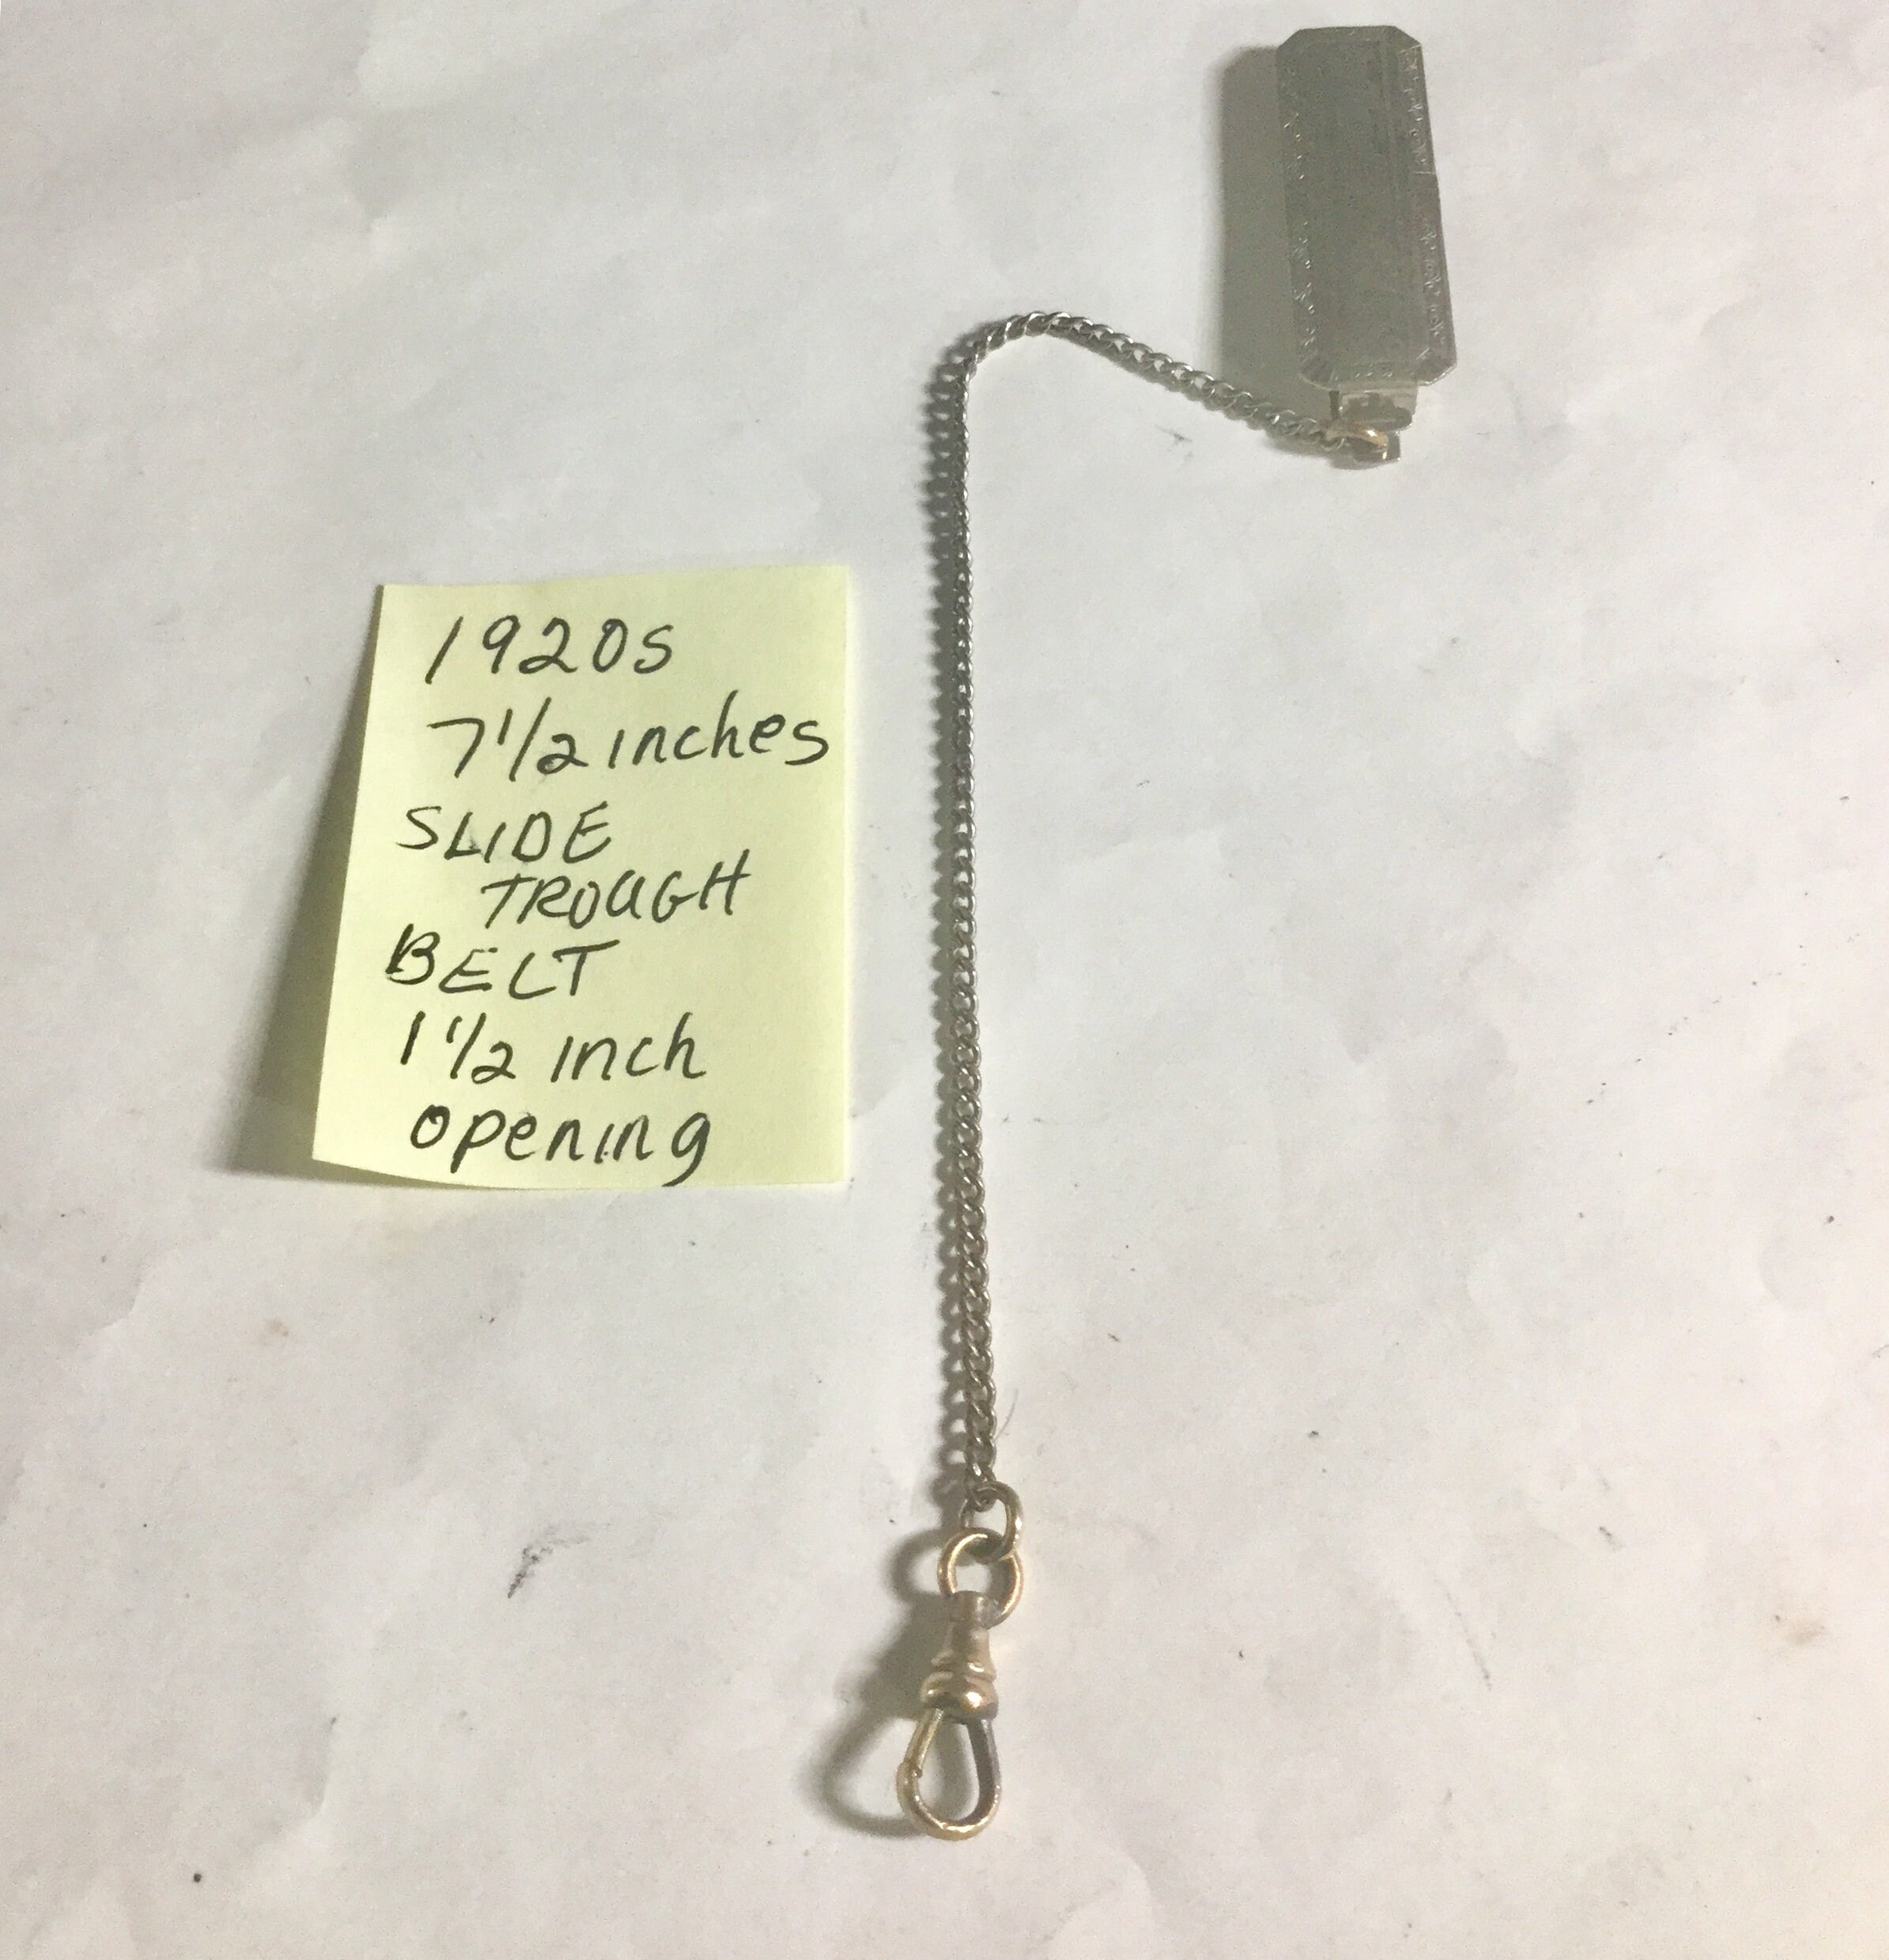 1920s
7 1/2 inches
SLIDE
TROUGH
BELT
1 1/2 inch
opening